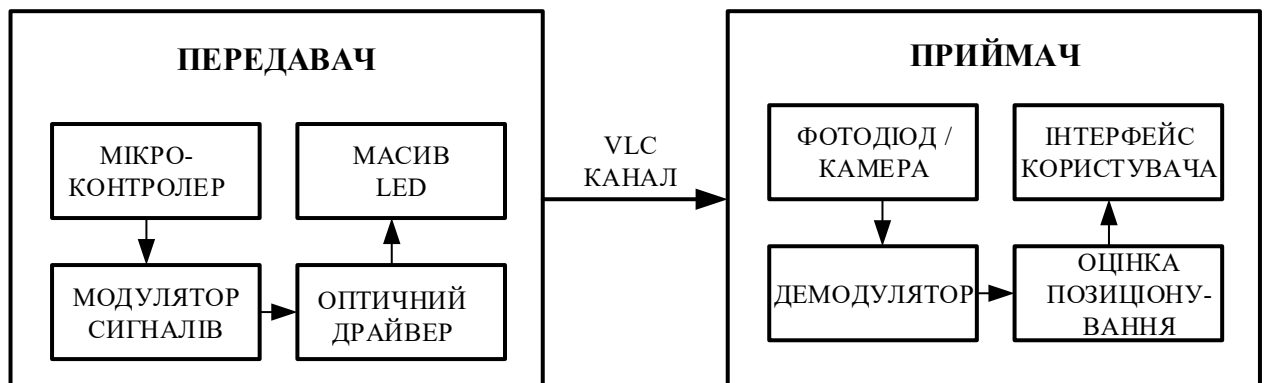 ПЕРЕДАВАЧ
МІКРО-
КОНТРОЛЕР
МАСИВ
LED
МОДУЛЯТОР
СИГНАЛІВ
ОПТИЧНИЙ
ДРАЙВЕР
VLC
КАНАЛ
ПРИЙМАЧ
ФОТОДІОД /
КАМЕРА
ІНТЕРФЕЙС
КОРИСТУВАЧА
ДЕМОДУЛЯТОР
ОЦІНКА
ПОЗИЦІОНУ-
ВАННЯ